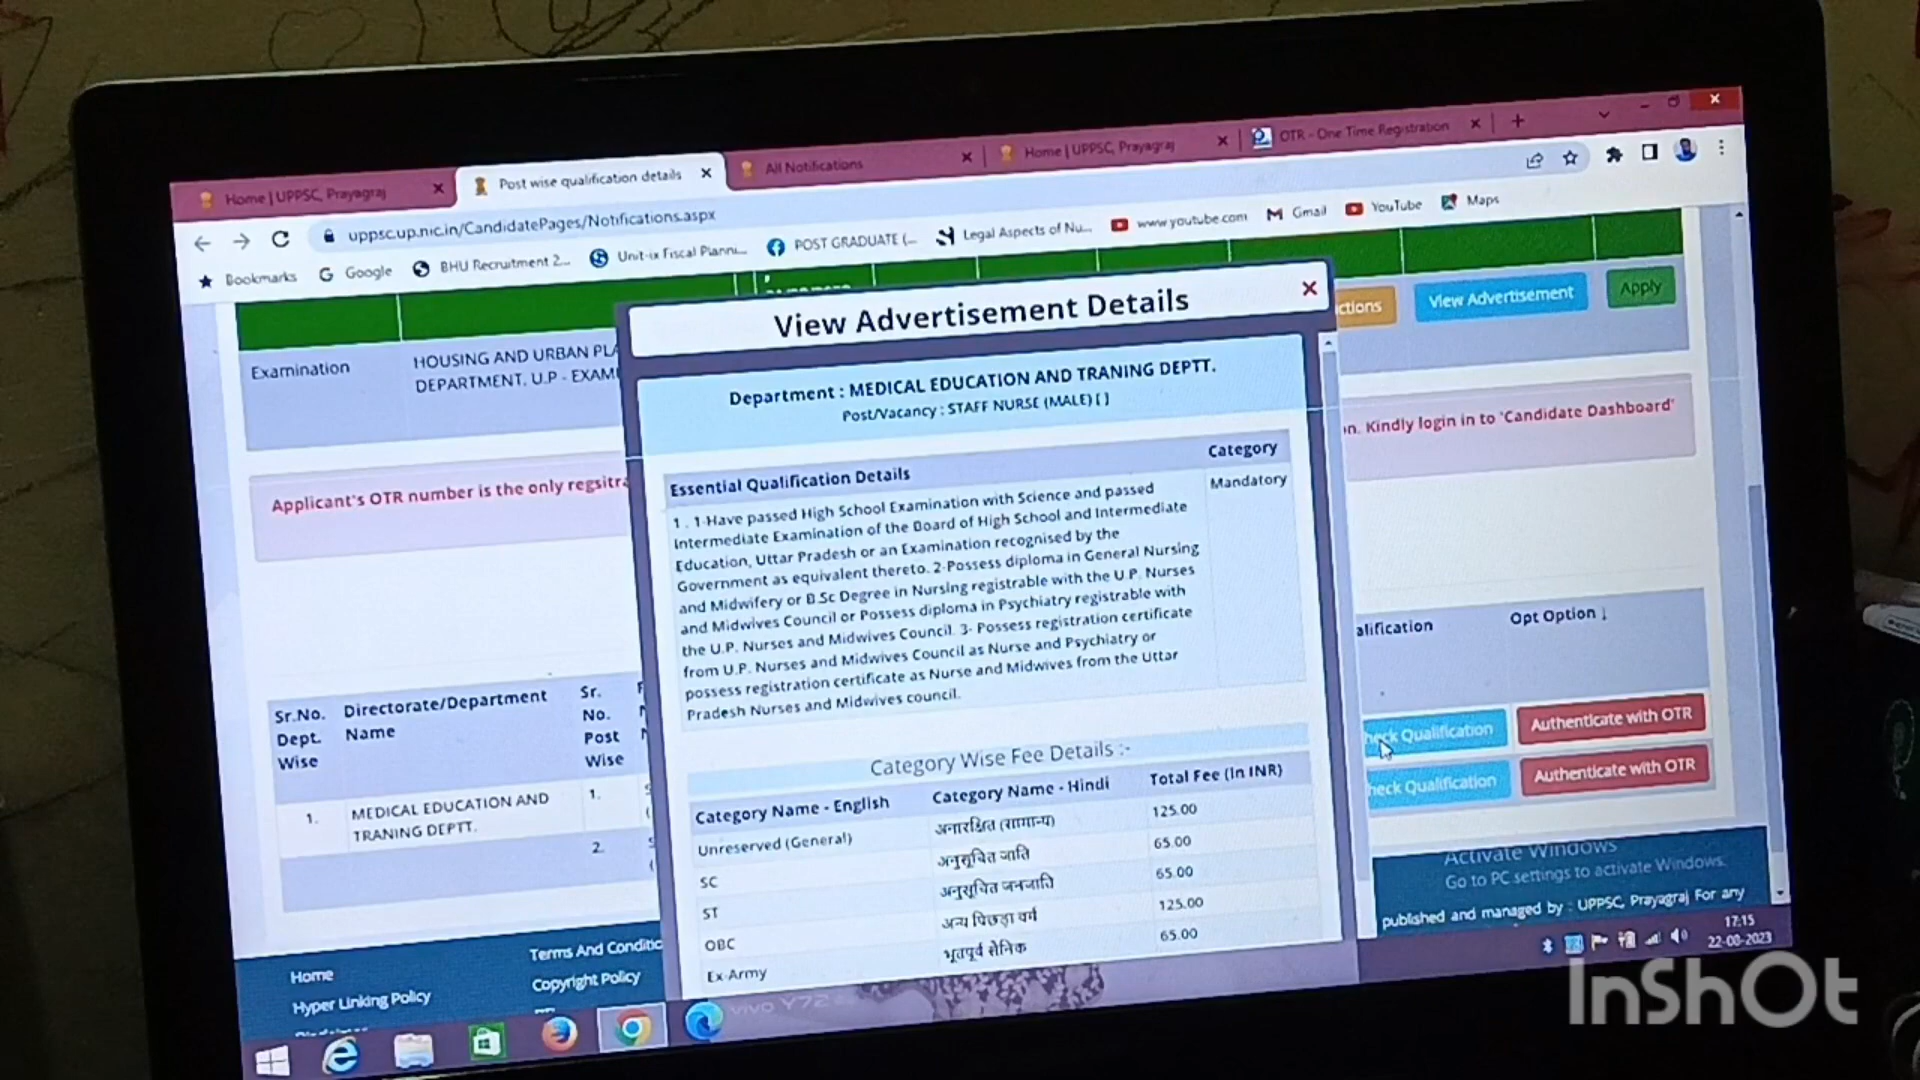 Home | UPPSC, Prayagraj
Post wise qualification details
All Notifications
Home | UPPSC, Prayagraj
OTR - One Time Registration
uppsc.up.nic.in/CandidatePages/Notifications.aspx
Bookmarks
Google
BHU Recruitment 2...
Unit-ix Fiscal Planni...
POST GRADUATE (...
Legal Aspects of Nu...
www.youtube.com
Gmail
YouTube
Maps
Examination
HOUSING AND URBAN PLA
DEPARTMENT, U.P - EXAM
ctions
View Advertisement
Apply
Applicant's OTR number is the only regsitra
n. Kindly login in to 'Candidate Dashboard'
View Advertisement Details
Department : MEDICAL EDUCATION AND TRANING DEPTT.
Post/Vacancy : STAFF NURSE (MALE) [ ]
Essential Qualification Details
Category
1 . 1-Have passed High School Examination with Science and passed
Intermediate Examination of the Board of High School and Intermediate
Education, Uttar Pradesh or an Examination recognised by the
Government as equivalent thereto. 2-Possess diploma in General Nursing
and Midwifery or B.Sc Degree in Nursing registrable with the U.P. Nurses
and Midwives Council or Possess diploma in Psychiatry registrable with
the U.P. Nurses and Midwives Council. 3- Possess registration certificate
from U.P. Nurses and Midwives Council as Nurse and Psychiatry or
possess registration certificate as Nurse and Midwives from the Uttar
Pradesh Nurses and Midwives council.
Mandatory
Category Wise Fee Details :-
Category Name - English Category Name - Hindi Total Fee (In INR)
Unreserved (General) अनारक्षित (सामान्य) 125.00
SC अनुसूचित जाति 65.00
ST अनुसूचित जनजाति 65.00
OBC अन्य पिछड़ा वर्ग 125.00
Ex-Army भूतपूर्व सैनिक 65.00
Sr.No.
Dept.
Wise
Directorate/Department
Name
Sr.
No.
Post
Wise
alification
Opt Option ↓
1.
MEDICAL EDUCATION AND
TRANING DEPTT.
1.
2.
heck Qualification
Authenticate with OTR
heck Qualification
Authenticate with OTR
Activate Windows
Go to PC settings to activate Windows.
published and managed by : UPPSC, Prayagraj For any
Home
Hyper Linking Policy
Terms And Conditio
Copyright Policy
17:15
22-08-2023
vivo Y72
InShOt